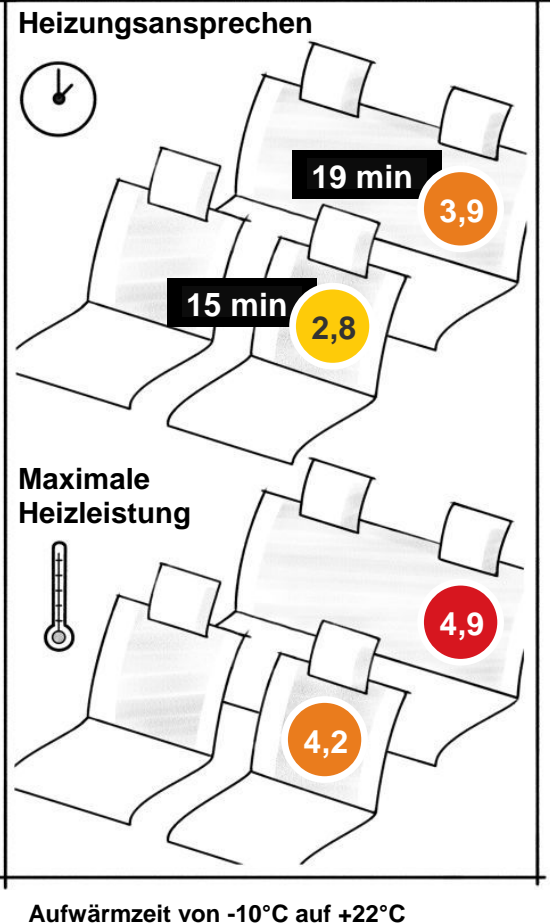 Heizungsansprechen
19 min
3,9
15 min
2,8
Maximale
Heizleistung
4,9
4,2
Aufwärmzeit von -10°C auf +22°C